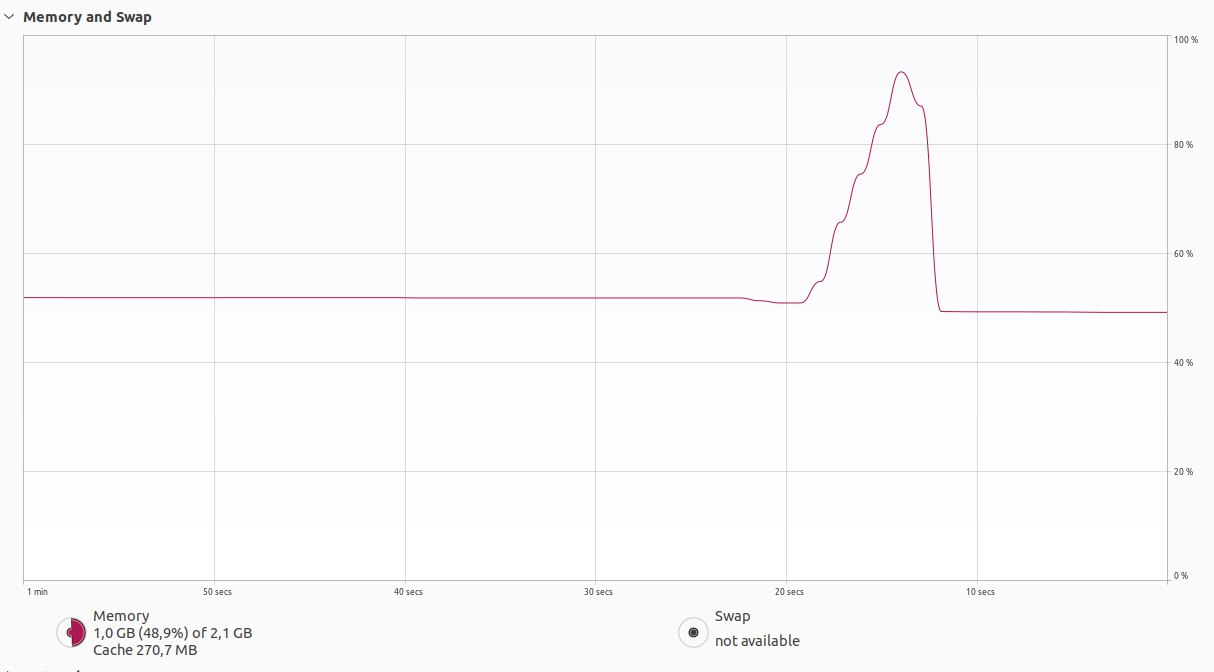 Memory and Swap
100 %
80 %
60 %
40 %
20 %
0 %
1 min 50 secs 40 secs 30 secs 20 secs 10 secs
Memory
1,0 GB (48,9%) of 2,1 GB
Cache 270,7 MB
Swap
not available